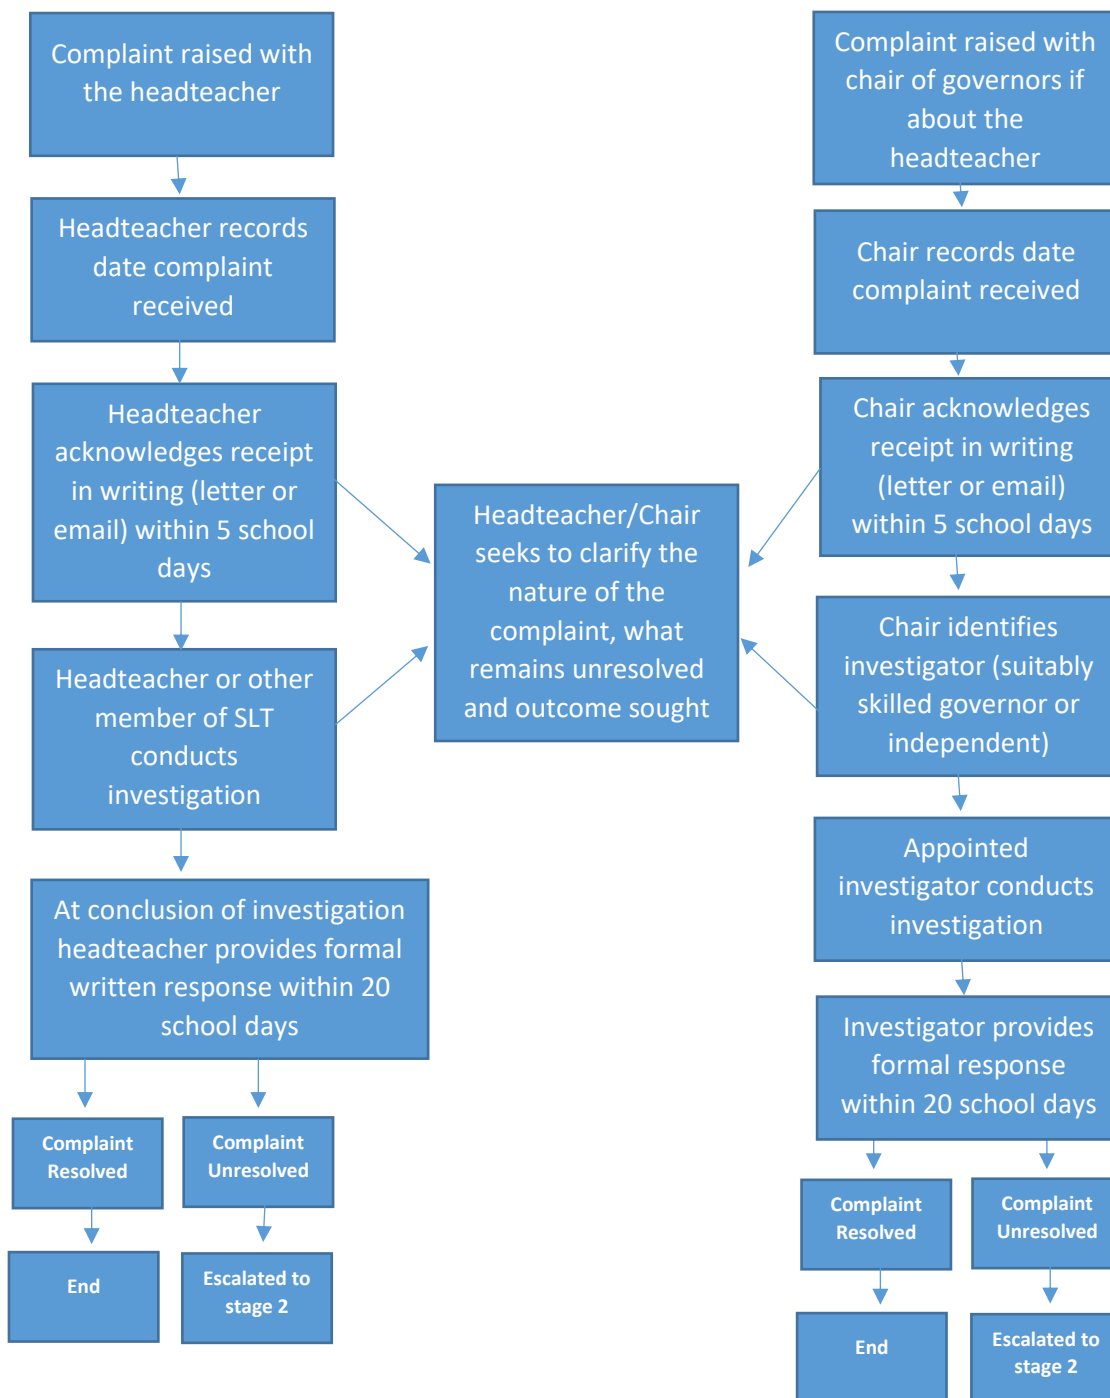 Complaint raised with
the headteacher
Headteacher records
date complaint
received
Headteacher
acknowledges receipt
in writing (letter or
email) within 5 school
days
Headteacher or other
member of SLT
conducts
investigation
At conclusion of investigation
headteacher provides formal
written response within 20
school days
Complaint
Resolved
Complaint
Unresolved
End
Escalated to
stage 2
Headteacher/Chair
seeks to clarify the
nature of the
complaint, what
remains unresolved
and outcome sought
Complaint raised with
chair of governors if
about the
headteacher
Chair records date
complaint received
Chair acknowledges
receipt in writing
(letter or email)
within 5 school days
Chair identifies
investigator (suitably
skilled governor or
independent)
Appointed
investigator conducts
investigation
Investigator provides
formal response
within 20 school days
Complaint
Resolved
Complaint
Unresolved
End
Escalated to
stage 2